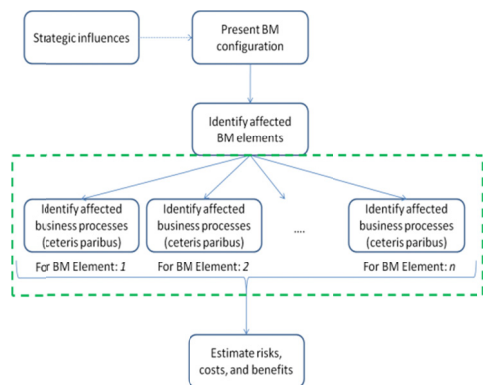 Strategic influences
Present BM
configuration
Identify affected
BM elements
Identify affected
business processes
(ceteris paribus)
Identify affected
business processes
(ceteris paribus)
....
Identify affected
business processes
(ceteris paribus)
For BM Element: 1
For BM Element: 2
For BM Element: n
Estimate risks,
costs, and benefits